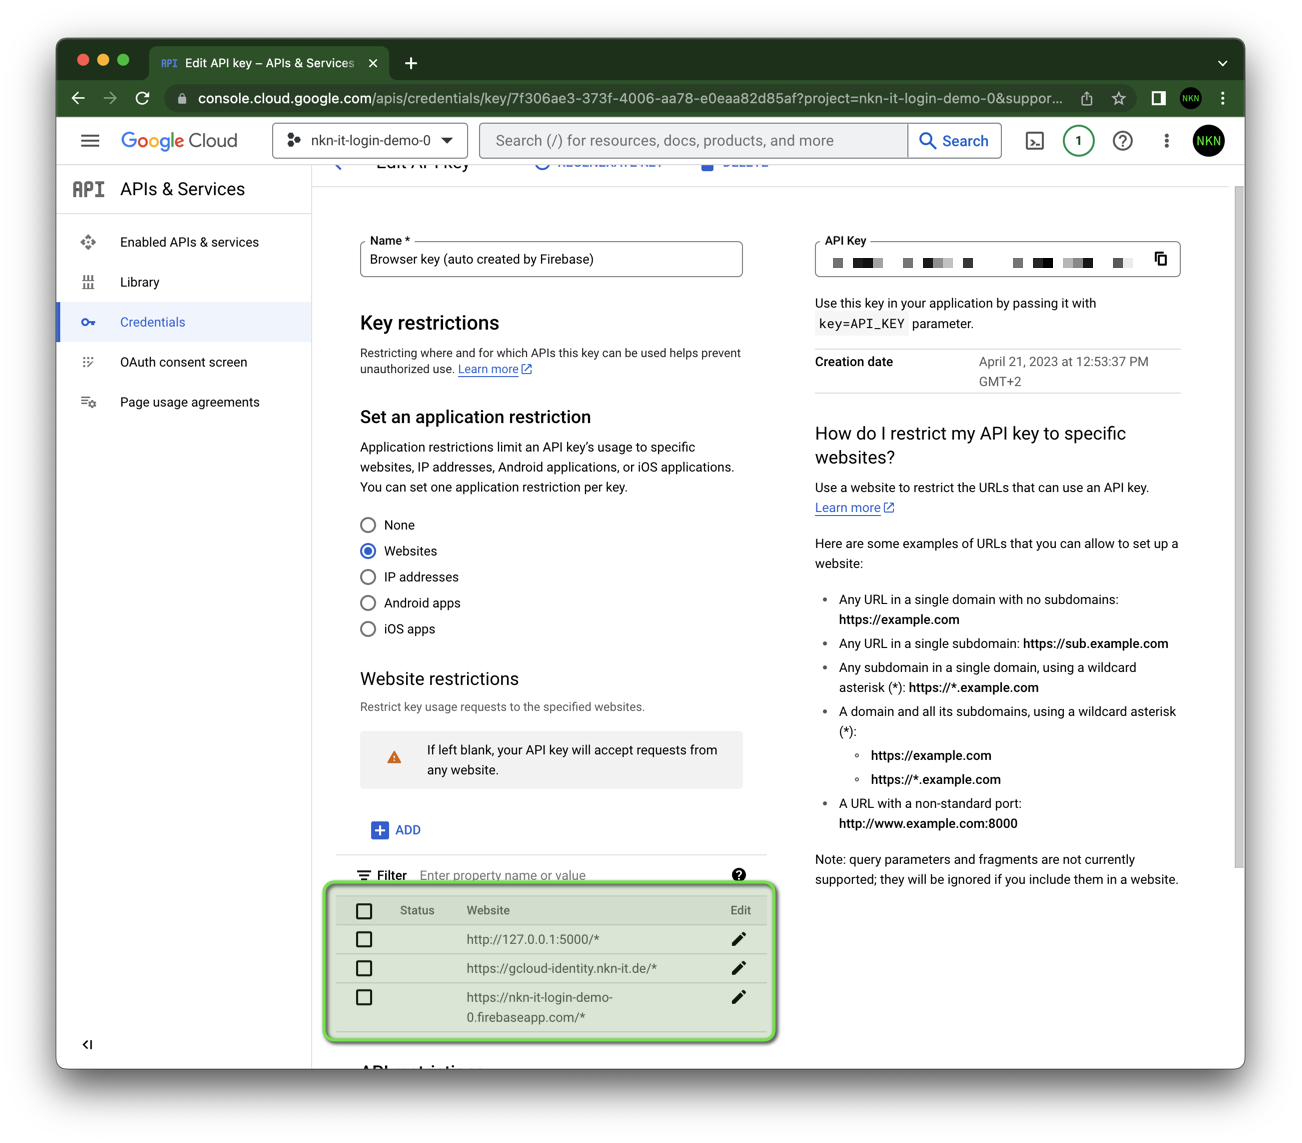 API Edit API key – APIs & Services
console.cloud.google.com/apis/credentials/key/7f306ae3-373f-4006-aa78-e0eaa82d85af?project=nkn-it-login-demo-0&suppor...
NKN
Google Cloud
nkn-it-login-demo-0
Search (/) for resources, docs, products, and more
Search
1
NKN
API APIs & Services
Edit API key
REGENERATE KEY
DELETE
Enabled APIs & services
Library
Credentials
OAuth consent screen
Page usage agreements
Name *
Browser key (auto created by Firebase)
Key restrictions
Restricting where and for which APIs this key can be used helps prevent
unauthorized use. Learn more
Set an application restriction
Application restrictions limit an API key’s usage to specific
websites, IP addresses, Android applications, or iOS applications.
You can set one application restriction per key.
None
Websites
IP addresses
Android apps
iOS apps
Website restrictions
Restrict key usage requests to the specified websites.
If left blank, your API key will accept requests from
any website.
ADD
Filter Enter property name or value
Status Website Edit
http://127.0.0.1:5000/*
https://gcloud-identity.nkn-it.de/*
https://nkn-it-login-demo-
0.firebaseapp.com/*
API restrictions
API Key
Use this key in your application by passing it with
key=API_KEY parameter.
Creation date April 21, 2023 at 12:53:37 PM
GMT+2
How do I restrict my API key to specific
websites?
Use a website to restrict the URLs that can use an API key.
Learn more
Here are some examples of URLs that you can allow to set up a
website:
• Any URL in a single domain with no subdomains:
https://example.com
• Any URL in a single subdomain: https://sub.example.com
• Any subdomain in a single domain, using a wildcard
asterisk (*): https://*.example.com
• A domain and all its subdomains, using a wildcard asterisk
(*):
◦ https://example.com
◦ https://*.example.com
• A URL with a non-standard port:
http://www.example.com:8000
Note: query parameters and fragments are not currently
supported; they will be ignored if you include them in a website.